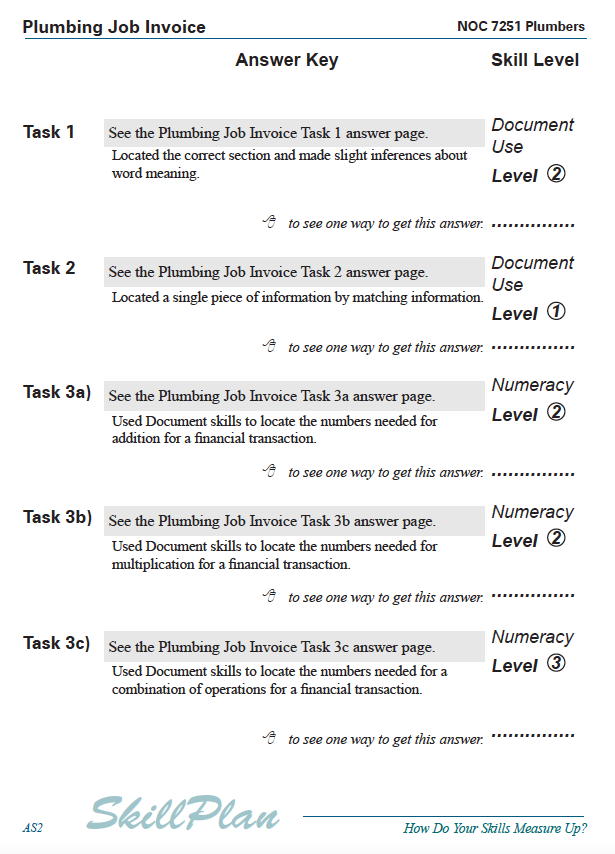 Plumbing Job Invoice NOC 7251 Plumbers
Answer Key Skill Level
Task 1 See the Plumbing Job Invoice Task 1 answer page. Document
Located the correct section and made slight inferences about Use
word meaning. Level 2
to see one way to get this answer. ...............
Task 2 See the Plumbing Job Invoice Task 2 answer page. Document
Located a single piece of information by matching information. Use
Level 1
to see one way to get this answer. ...............
Task 3a) See the Plumbing Job Invoice Task 3a answer page. Numeracy
Used Document skills to locate the numbers needed for Level 2
addition for a financial transaction.
to see one way to get this answer. ...............
Task 3b) See the Plumbing Job Invoice Task 3b answer page. Numeracy
Used Document skills to locate the numbers needed for Level 2
multiplication for a financial transaction.
to see one way to get this answer. ...............
Task 3c) See the Plumbing Job Invoice Task 3c answer page. Numeracy
Used Document skills to locate the numbers needed for a Level 3
combination of operations for a financial transaction.
to see one way to get this answer. ...............
AS2 SkillPlan How Do Your Skills Measure Up?